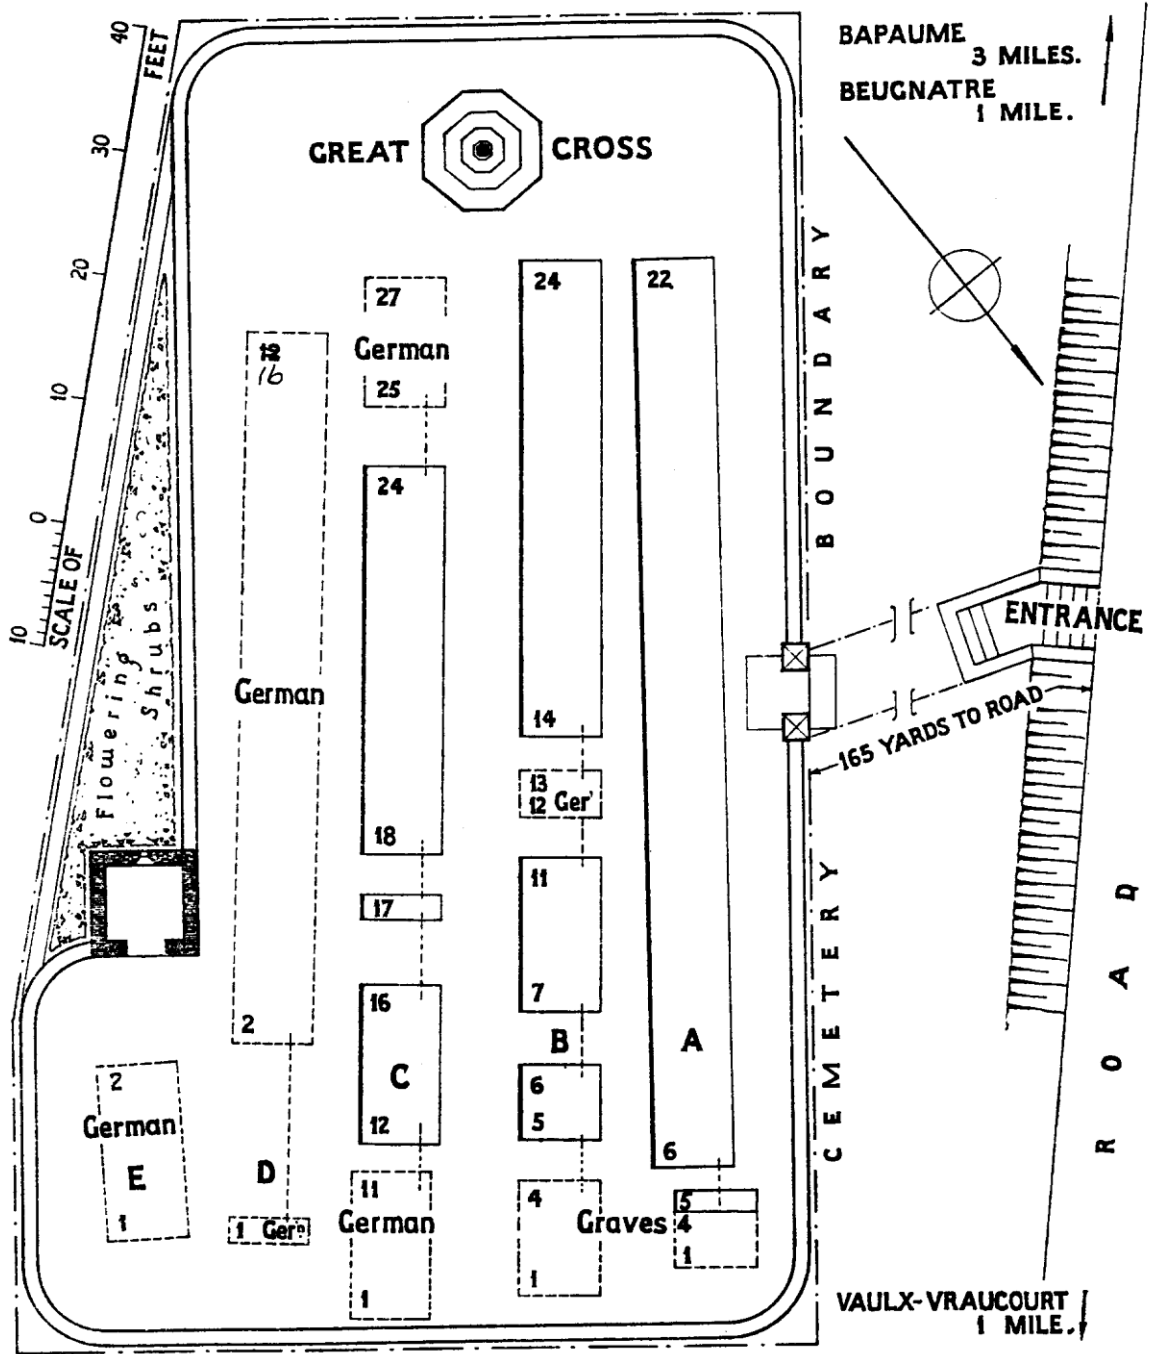 40
FEET
30
20
10
0
10
SCALE OF
BAPAUME
3 MILES.
BEUGNATRE
1 MILE.
GREAT CROSS
27
German
25
24
22
16
24
German
Flowering
Shrubs
BOUNDARY
ENTRANCE
165 YARDS TO ROAD
14
13
12 Ger'
18
17
11
7
16
2
B
A
C
6
5
12
6
2
German
E
1
D
1 Gerⁿ
11
German
1
4
Graves
1
5
4
1
CEMETERY
ROAD
VAULX-VRAUCOURT
1 MILE.